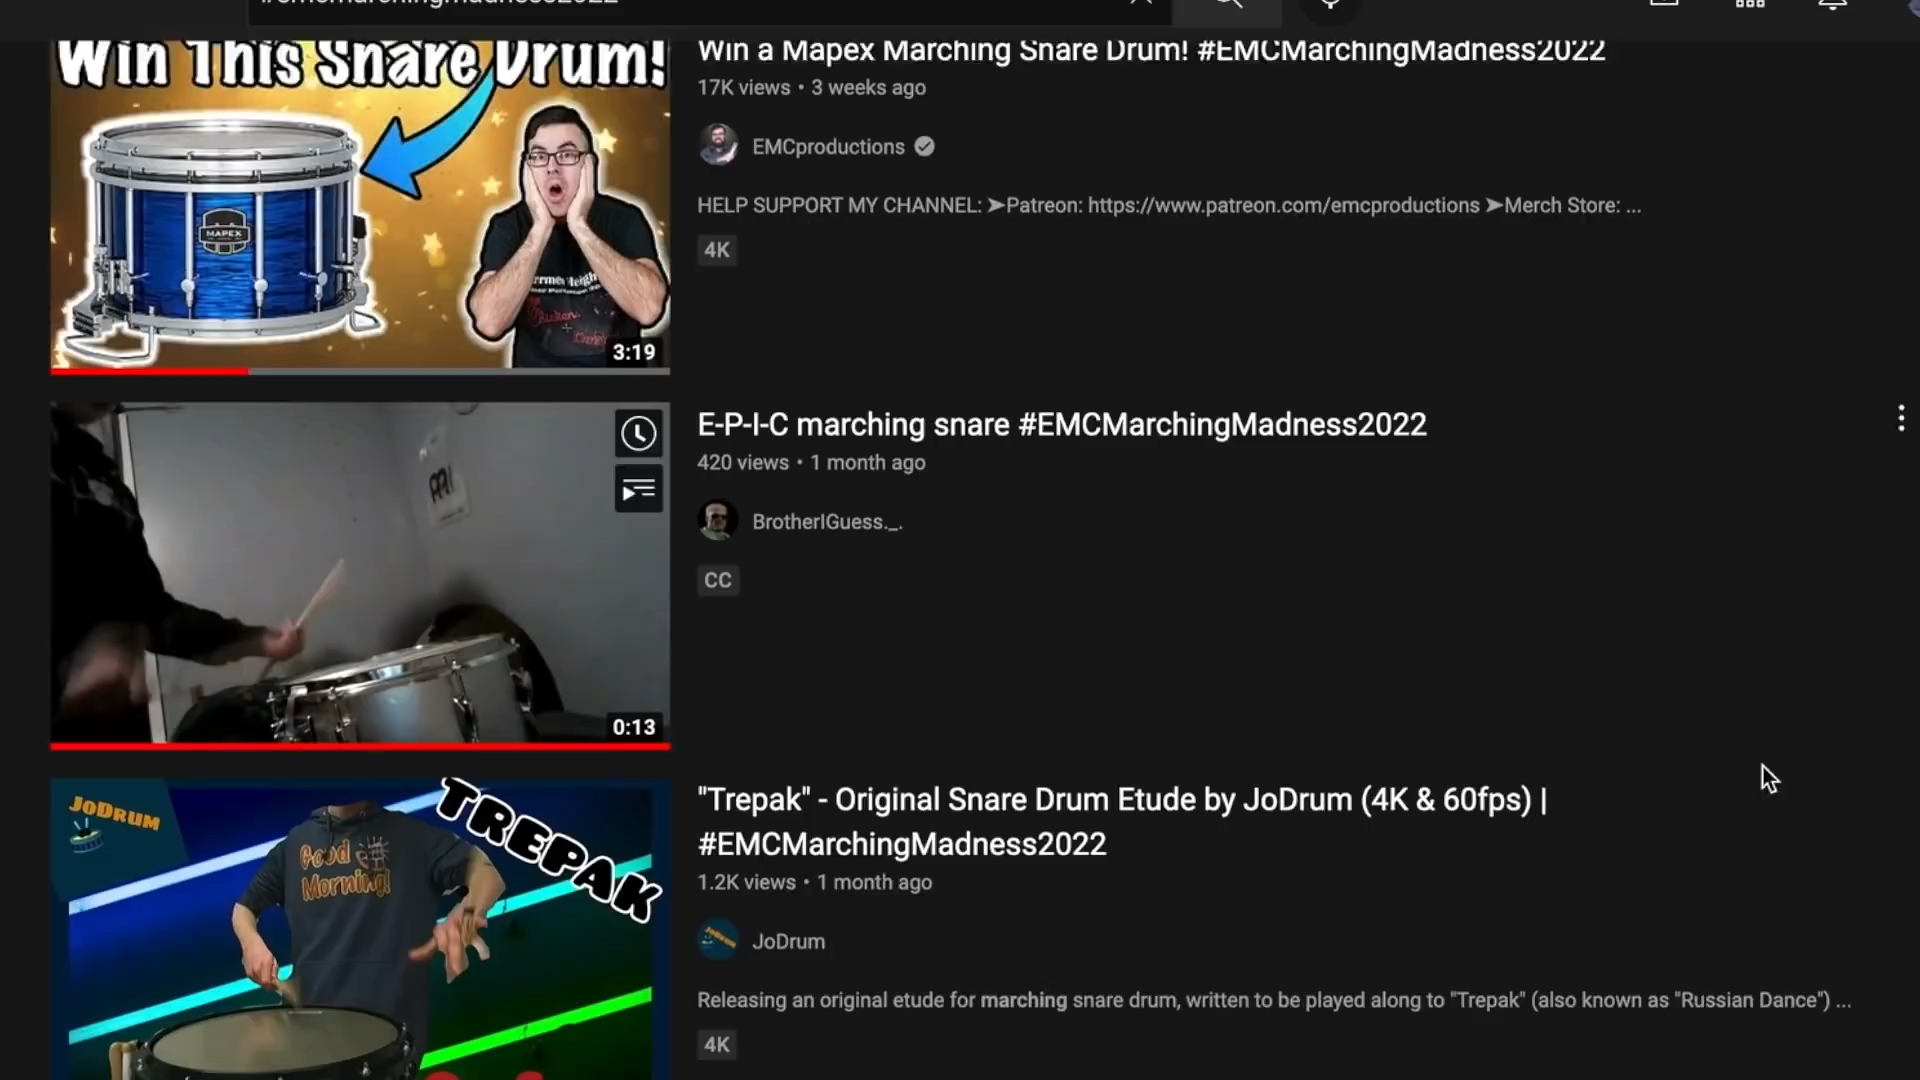 #emcmarchingmadness2022
Win This Snare Drum!
MAPEX
3:19
Win a Mapex Marching Snare Drum! #EMCMarchingMadness2022
17K views • 3 weeks ago
EMCproductions
HELP SUPPORT MY CHANNEL: ➤Patreon: https://www.patreon.com/emcproductions ➤Merch Store: ...
4K
0:13
E-P-I-C marching snare #EMCMarchingMadness2022
420 views • 1 month ago
BrotherIGuess._.
CC
JoDrum
TREPAK
Good
Morning!
"Trepak" - Original Snare Drum Etude by JoDrum (4K & 60fps) |
#EMCMarchingMadness2022
1.2K views • 1 month ago
JoDrum
Releasing an original etude for marching snare drum, written to be played along to "Trepak" (also known as "Russian Dance") ...
4K